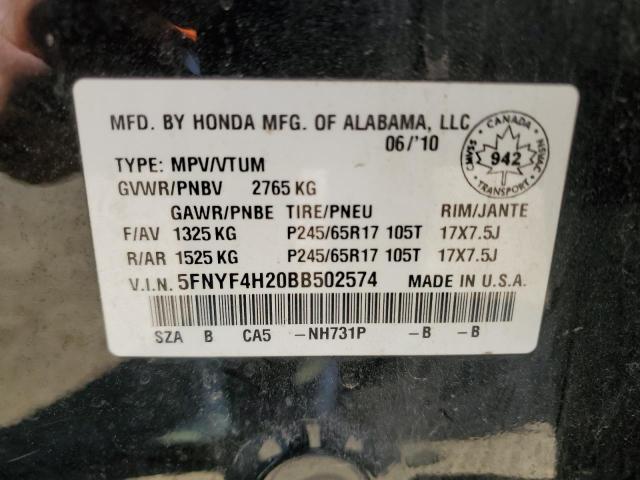 MFD. BY HONDA MFG. OF ALABAMA, LLC
06/'10
CANADA
CMVSS 942 NSVAC
TRANSPORT
TYPE: MPV/VTUM
GVWR/PNBV 2765 KG
GAWR/PNBE TIRE/PNEU RIM/JANTE
F/AV 1325 KG P245/65R17 105T 17X7.5J
R/AR 1525 KG P245/65R17 105T 17X7.5J
V.I.N. 5FNYF4H20BB502574 MADE IN U.S.A.
SZA B CA5 -NH731P -B -B